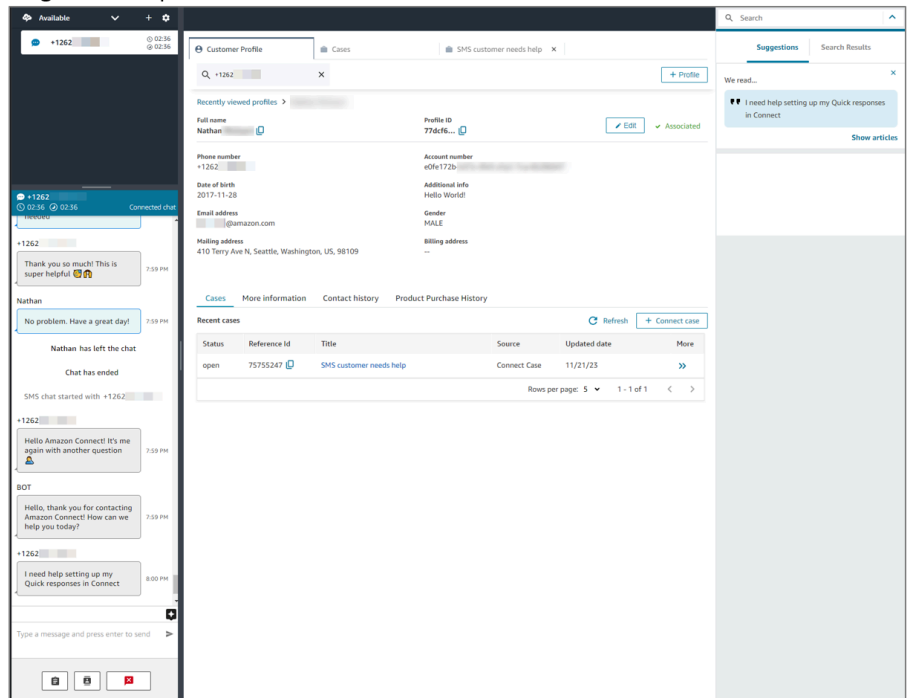 Available
+1262
02:36
02:36
+1262
02:36 02:36 Connected chat
needed
+1262
Thank you so much! This is
super helpful
7:59 PM
Nathan
No problem. Have a great day!
7:59 PM
Nathan has left the chat
Chat has ended
SMS chat started with +1262
+1262
Hello Amazon Connect! It's me
again with another question
7:59 PM
BOT
Hello, thank you for contacting
Amazon Connect! How can we
help you today?
7:59 PM
+1262
I need help setting up my
Quick responses in Connect
8:00 PM
Type a message and press enter to send
Customer Profile
Cases
SMS customer needs help
+1262
+ Profile
Recently viewed profiles >
Full name
Nathan
Profile ID
77dcf6...
Edit
Associated
Phone number
+1262
Account number
e0fe172b-
Date of birth
2017-11-28
Additional info
Hello World!
Email address
@amazon.com
Gender
MALE
Mailing address
410 Terry Ave N, Seattle, Washington, US, 98109
Billing address
--
Cases More information Contact history Product Purchase History
Recent cases
Refresh
+ Connect case
Status Reference Id Title Source Updated date More
open 75755247 SMS customer needs help Connect Case 11/21/23 »
Rows per page: 5 1 - 1 of 1 < >
Search
Suggestions Search Results
We read...
I need help setting up my Quick responses
in Connect
Show articles